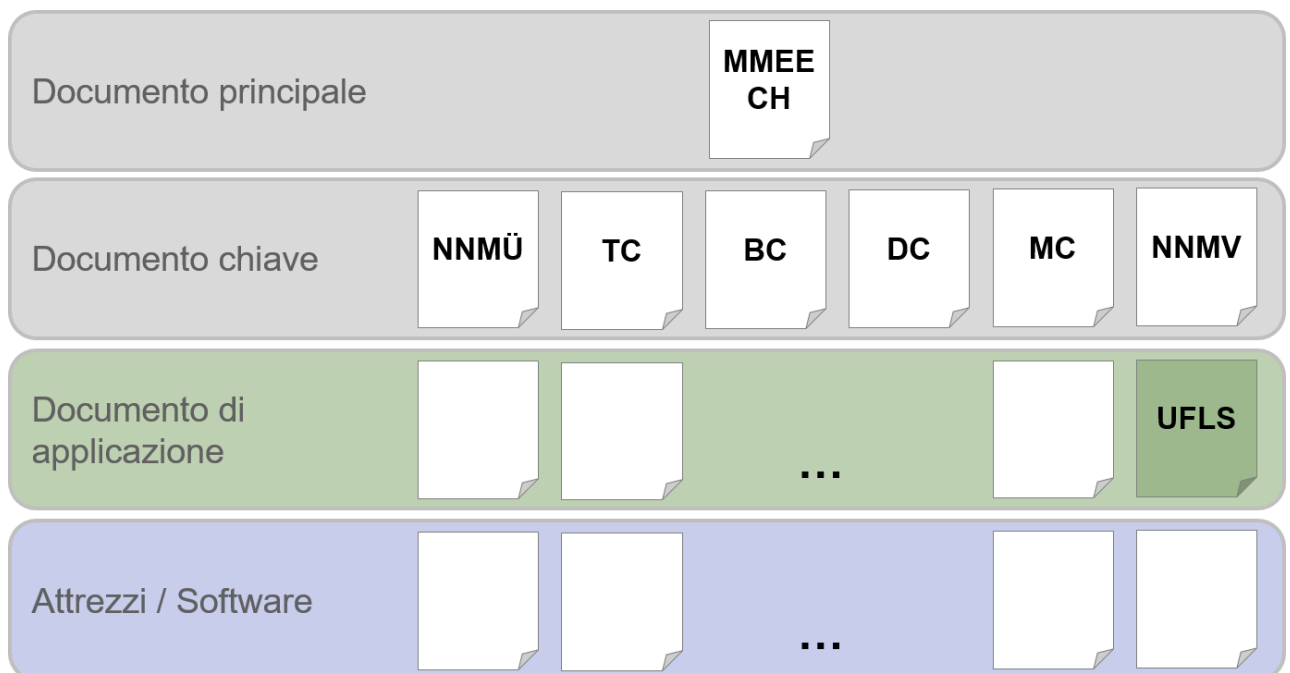 Documento principale
MMEE
CH
Documento chiave
NNMÜ
TC
BC
DC
MC
NNMV
Documento di
applicazione
...
UFLS
Attrezzi / Software
...